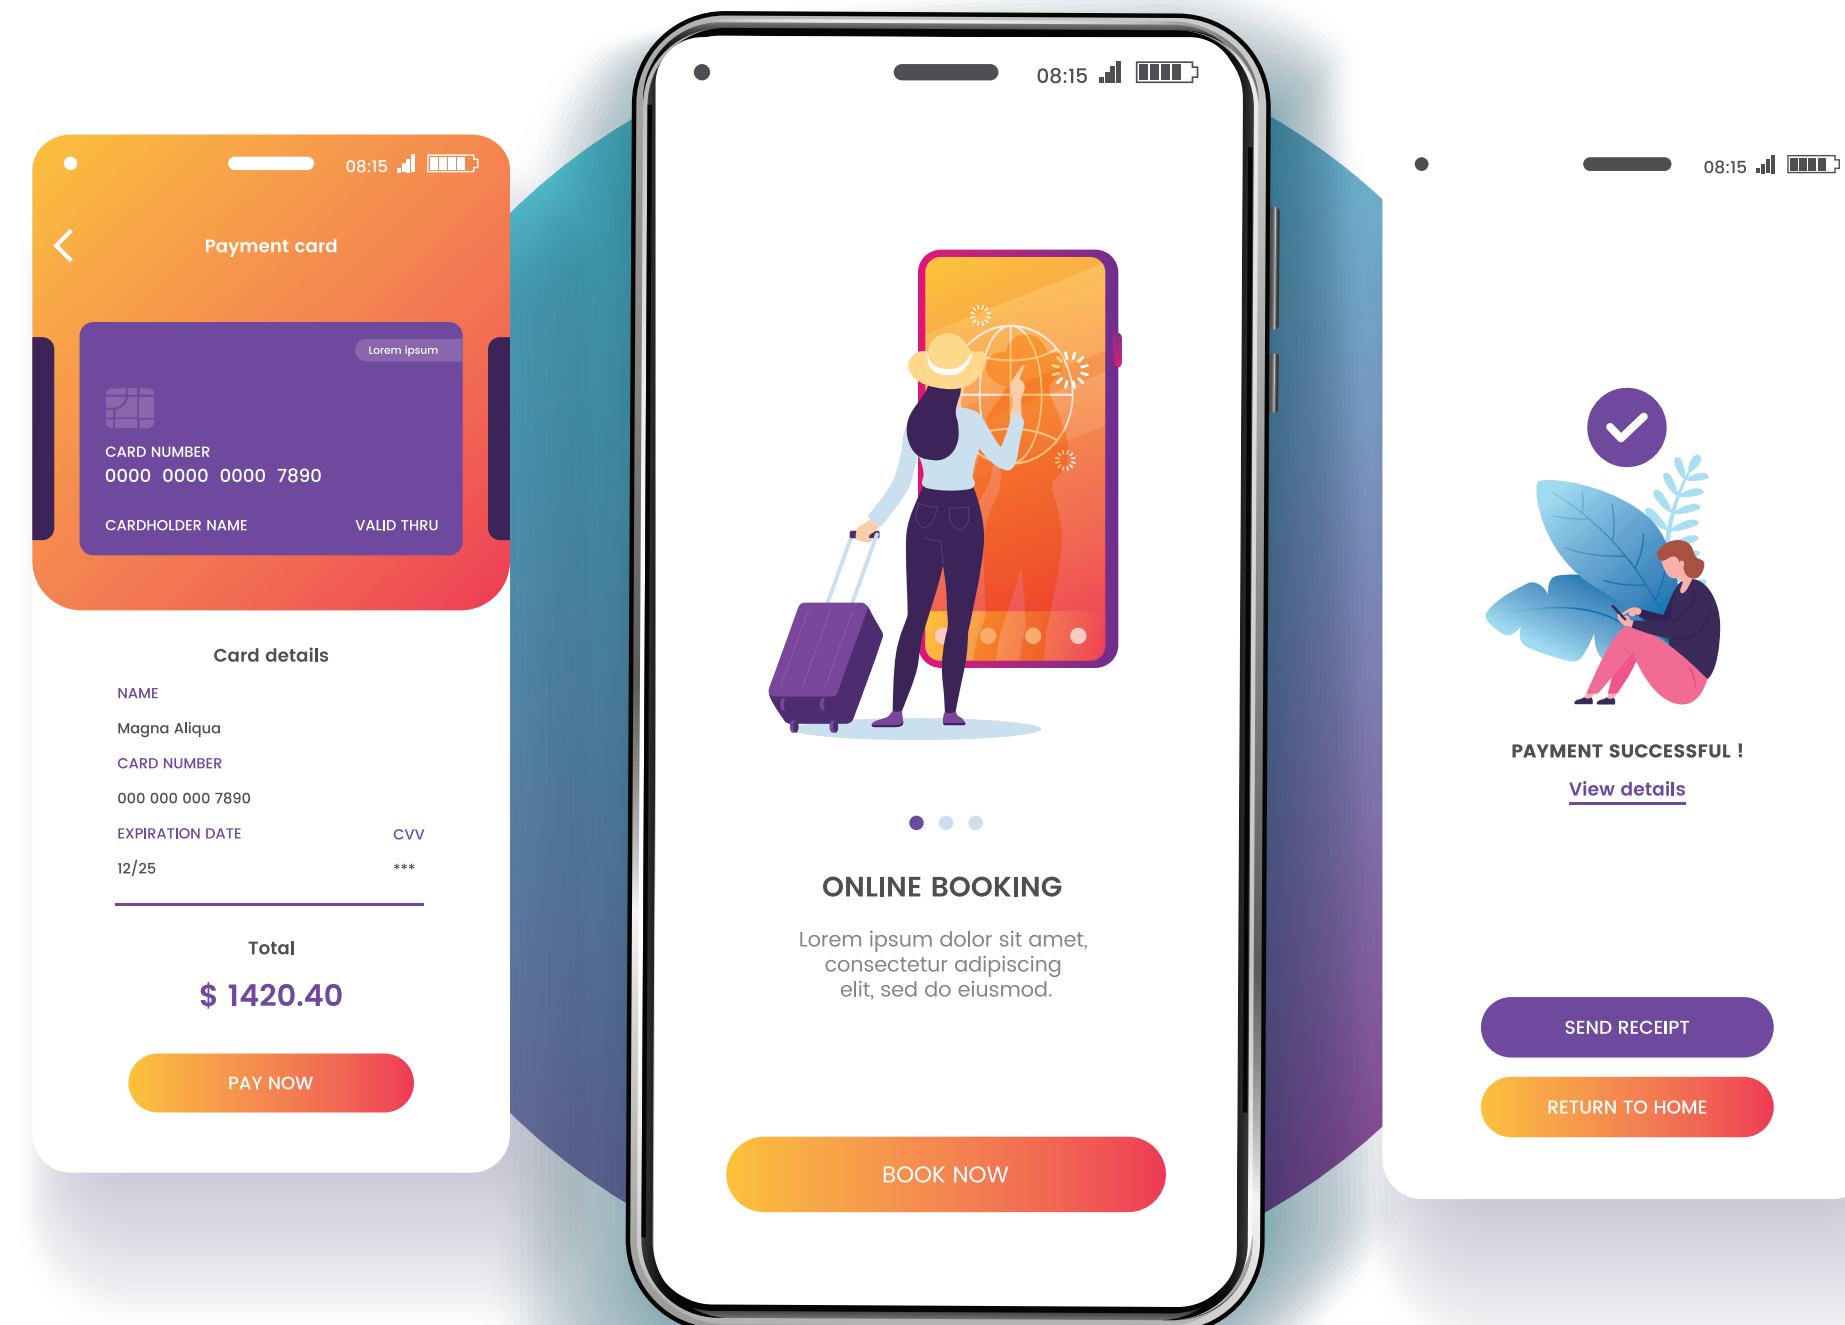 08:15
Payment card
Lorem ipsum
CARD NUMBER
0000 0000 0000 7890
CARDHOLDER NAME VALID THRU
Card details
NAME
Magna Aliqua
CARD NUMBER
000 000 000 7890
EXPIRATION DATE CVV
12/25 ***
Total
$ 1420.40
PAY NOW
08:15
ONLINE BOOKING
Lorem ipsum dolor sit amet,
consectetur adipiscing
elit, sed do eiusmod.
BOOK NOW
08:15
PAYMENT SUCCESSFUL !
View details
SEND RECEIPT
RETURN TO HOME